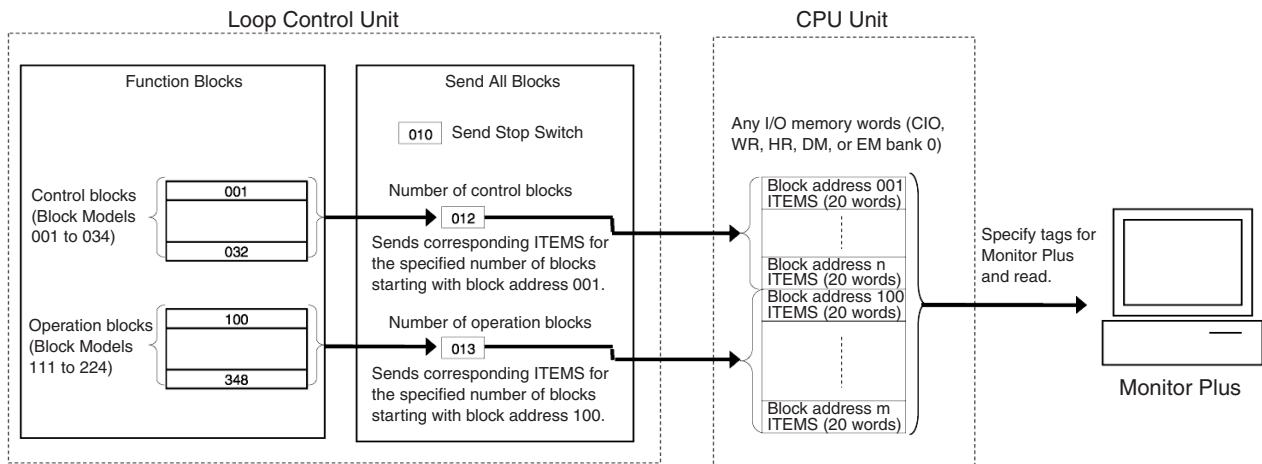 Loop Control Unit
CPU Unit
Function Blocks
Send All Blocks
010 Send Stop Switch
Any I/O memory words (CIO,
WR, HR, DM, or EM bank 0)
Control blocks
(Block Models
001 to 034)
001
032
Number of control blocks
012
Sends corresponding ITEMS for
the specified number of blocks
starting with block address 001.
Block address 001
ITEMS (20 words)
Block address n
ITEMS (20 words)
Block address 100
ITEMS (20 words)
Block address m
ITEMS (20 words)
Specify tags for
Monitor Plus
and read.
Operation blocks
(Block Models
111 to 224)
100
348
Number of operation blocks
013
Sends corresponding ITEMS for
the specified number of blocks
starting with block address 100.
Monitor Plus